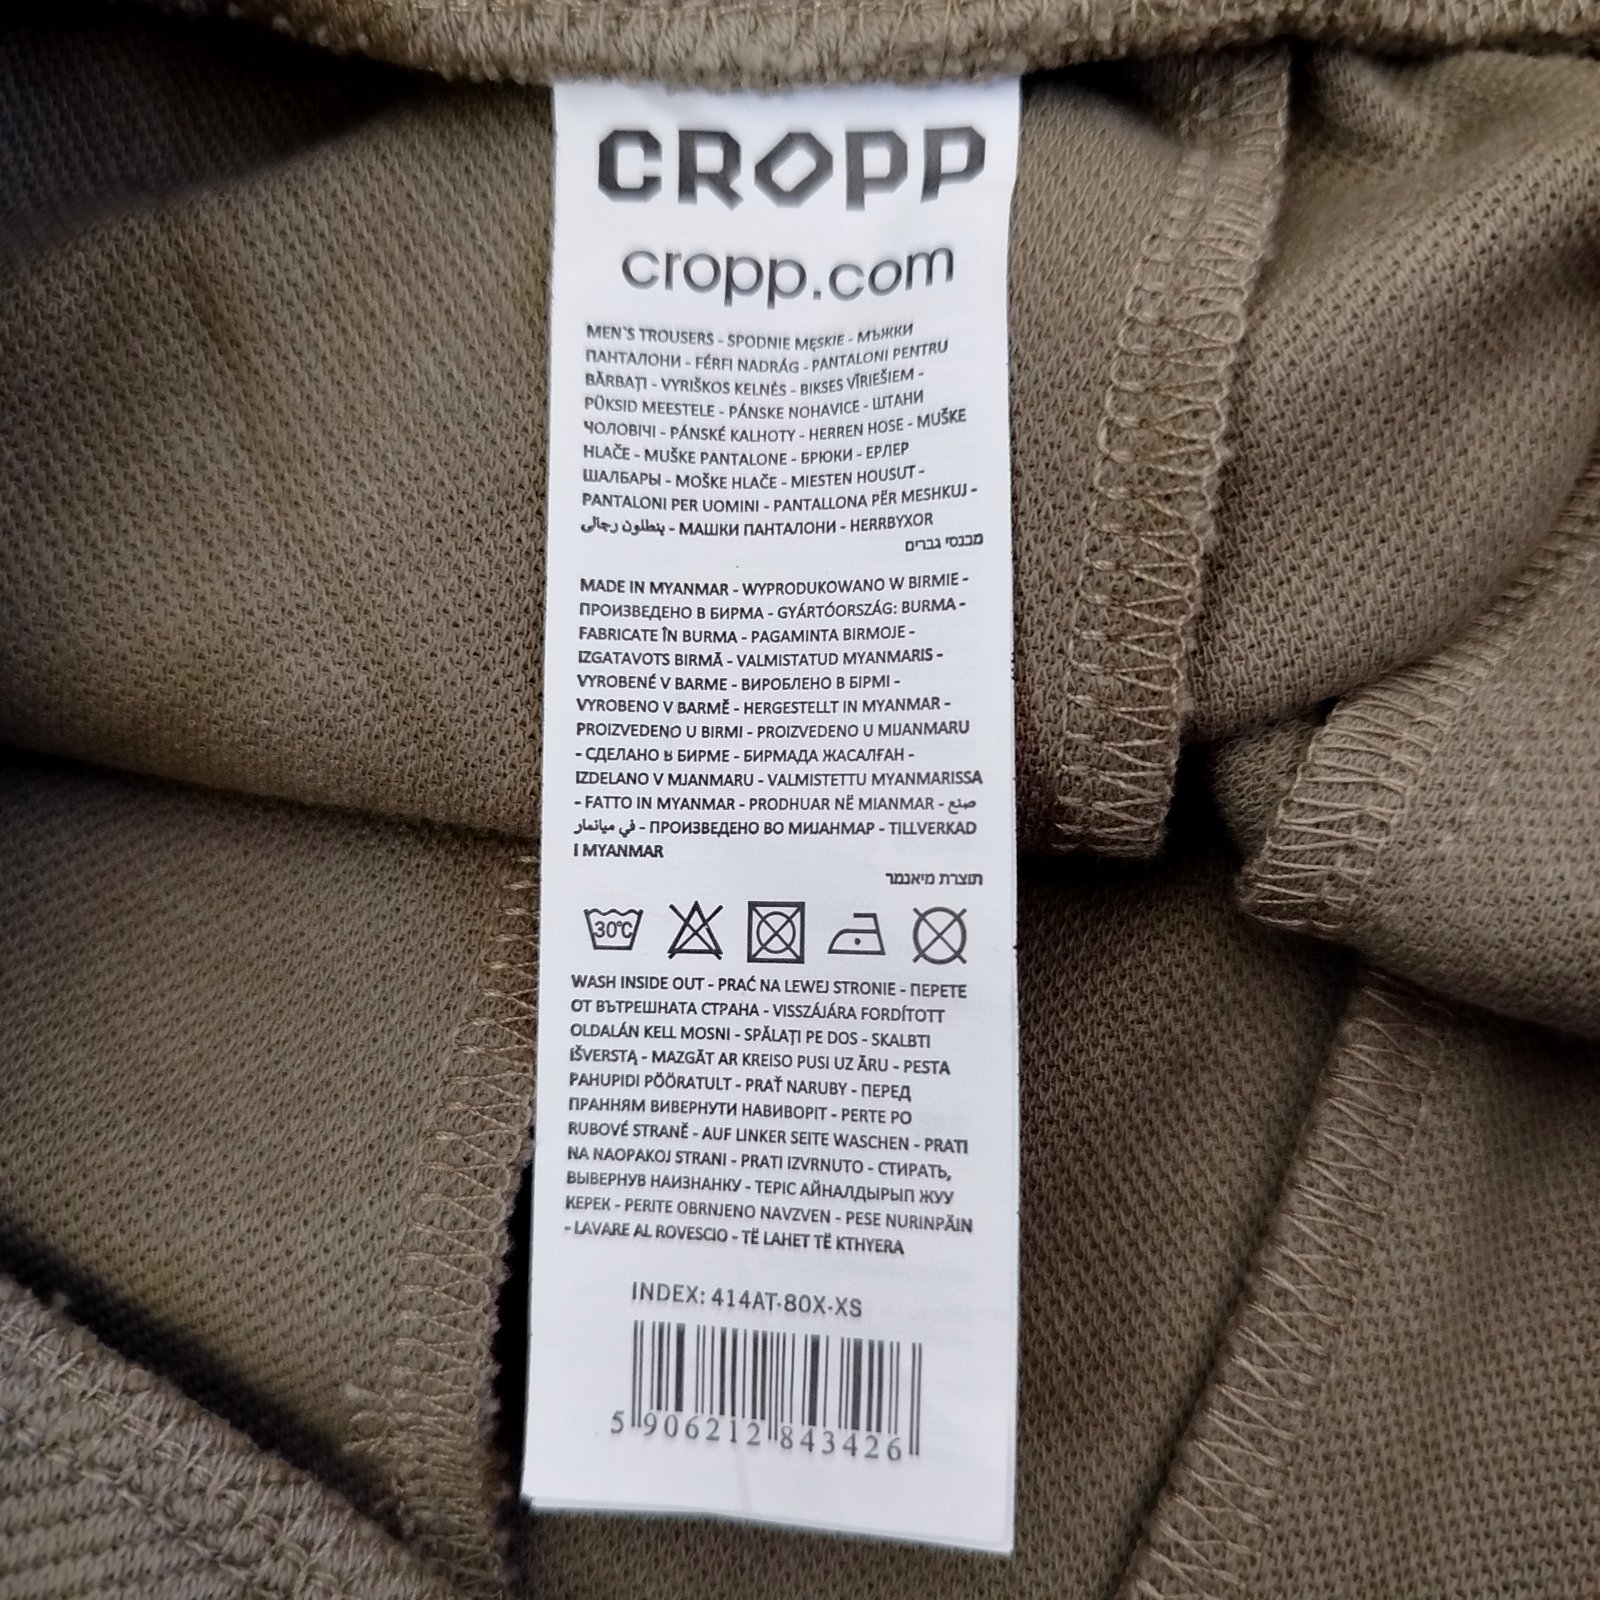 CROPP
cropp.com
MEN`S TROUSERS - SPODNIE MĘSKIE - МЪЖКИ
ПАНТАЛОНИ - FÉRFI NADRÁG - PANTALONI PENTRU
BĂRBAȚI - VYRIŠKOS KELNĖS - BIKSES VĪRIEŠIEM -
PÜKSID MEESTELE - PÁNSKE NOHAVICE - ШТАНИ
ЧОЛОВІЧІ - PÁNSKÉ KALHOTY - HERREN HOSE - MUŠKE
HLAČE - MUŠKE PANTALONE - БРЮКИ - ЕРЛЕР
ШАЛБАРЫ - MOŠKE HLAČE - MIESTEN HOUSUT -
PANTALONI PER UOMINI - PANTALLONA PËR MESHKUJ -
بنطلون رجالي - МАШКИ ПАНТАЛОНИ - HERRBYXOR
מכנסי גברים
MADE IN MYANMAR - WYPRODUKOWANO W BIRMIE -
ПРОИЗВЕДЕНО В БИРМА - GYÁRTÓORSZÁG: BURMA -
FABRICATE ÎN BURMA - PAGAMINTA BIRMOJE -
IZGATAVOTS BIRMĀ - VALMISTATUD MYANMARIS -
VYROBENÉ V BARME - ВИРОБЛЕНО В БІРМІ -
VYROBENO V BARMĚ - HERGESTELLT IN MYANMAR -
PROIZVEDENO U BIRMI - PROIZVEDENO U MIJANMARU
- СДЕЛАНО В БИРМЕ - БИРМАДА ЖАСАЛҒАН -
IZDELANO V MJANMARU - VALMISTETTU MYANMARISSA
- FATTO IN MYANMAR - PRODHUAR NË MIANMAR - صنع
في ميانمار - ПРОИЗВЕДЕНО ВО МИЈАНМАР - TILLVERKAD
I MYANMAR
תוצרת מיאנמר
30°C
WASH INSIDE OUT - PRAĆ NA LEWEJ STRONIE - ПЕРЕТЕ
ОТ ВЪТРЕШНАТА СТРАНА - VISSZÁJÁRA FORDÍTOTT
OLDALÁN KELL MOSNI - SPĂLAȚI PE DOS - SKALBTI
IŠVERSTĄ - MAZGĀT AR KREISO PUSI UZ ĀRU - PESTA
PAHUPIDI PÖÖRATULT - PRAŤ NARUBY - ПЕРЕД
ПРАННЯМ ВИВЕРНУТИ НАВИВОРІТ - PERTE PO
RUBOVÉ STRANĚ - AUF LINKER SEITE WASCHEN - PRATI
NA NAOPAKOJ STRANI - PRATI IZVRNUTO - СТИРАТЬ,
ВЫВЕРНУВ НАИЗНАНКУ - ТЕРІС АЙНАЛДЫРЫП ЖУУ
КЕРЕК - PERITE OBRNJENO NAVZVEN - PESE NURINPÄIN
- LAVARE AL ROVESCIO - TË LAHET TË KTHYERA
INDEX: 414AT-80X-XS
5 906212 843426